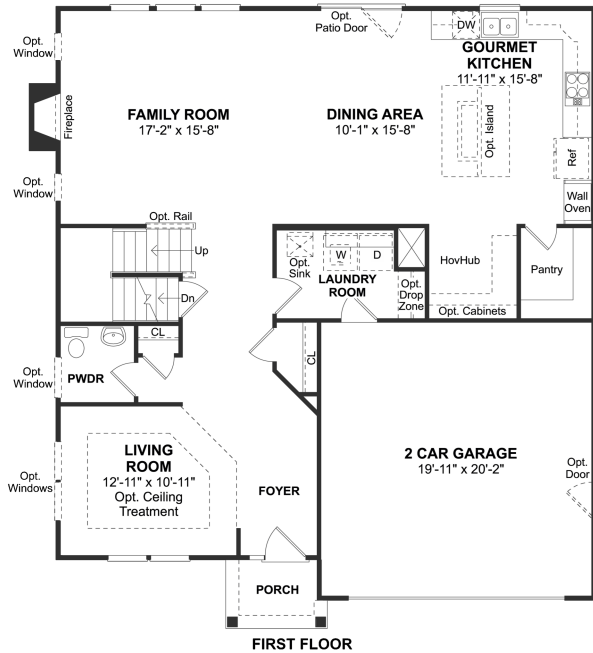 Opt.
Patio Door
DW
Opt.
Window
GOURMET
KITCHEN
11'-11" x 15'-8"
Fireplace
FAMILY ROOM
17'-2" x 15'-8"
DINING AREA
10'-1" x 15'-8"
Opt. Island
Ref
Opt.
Window
Wall
Oven
Opt. Rail
Up
Opt.
Sink
W
D
HovHub
Pantry
LAUNDRY
ROOM
Opt.
Drop
Zone
Dn
Opt. Cabinets
CL
CL
Opt.
Window
PWDR
LIVING
ROOM
12'-11" x 10'-11"
Opt. Ceiling
Treatment
2 CAR GARAGE
19'-11" x 20'-2"
Opt.
Door
Opt.
Windows
FOYER
PORCH
FIRST FLOOR